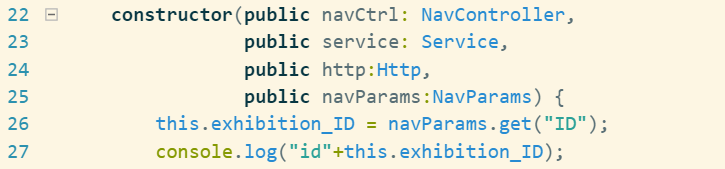 22 constructor(public navCtrl: NavController,
23 public service: Service,
24 public http:Http,
25 public navParams:NavParams) {
26 this.exhibition_ID = navParams.get("ID");
27 console.log("id"+this.exhibition_ID);